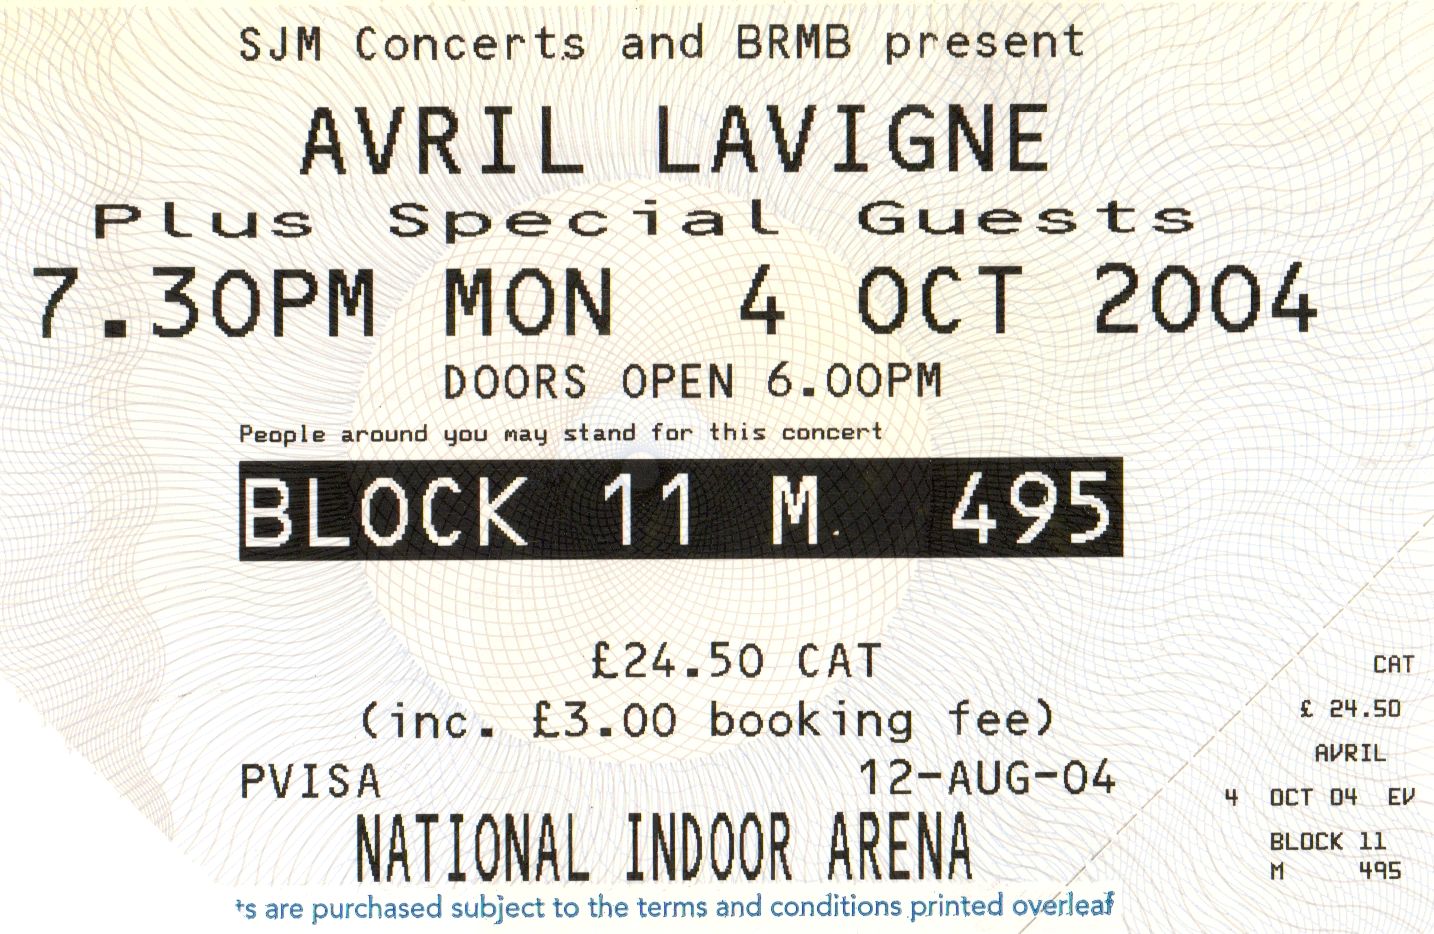 SJM Concerts and BRMB present
AVRIL LAVIGNE
Plus Special Guests
7.30PM MON 4 OCT 2004
DOORS OPEN 6.00PM
People around you may stand for this concert
BLOCK 11 M 495
£24.50 CAT
(inc. £3.00 booking fee)
PVISA 12-AUG-04
NATIONAL INDOOR ARENA
are purchased subject to the terms and conditions printed overleaf
CAT
£ 24.50
AVRIL
4 OCT 04 EV
BLOCK 11
M 495